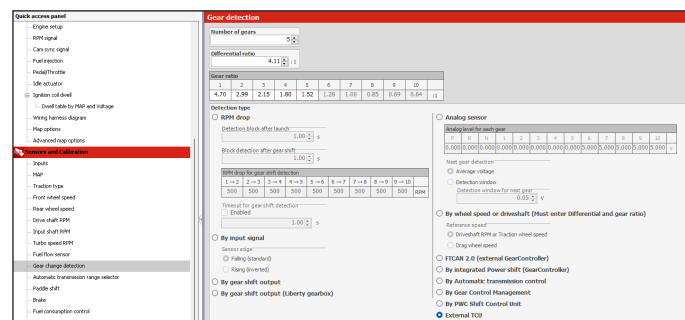 Quick access panel
Engine setup
RPM signal
Cam sync signal
Fuel injection
Pedal/Throttle
Idle actuator
Ignition coil dwell
Dwell table by MAP and Voltage
Wiring harness diagram
Map options
Advanced map options
Sensors and Calibration
Inputs
MAP
Traction type
Front wheel speed
Rear wheel speed
Drive shaft RPM
Input shaft RPM
Turbo speed RPM
Fuel flow sensor
Gear change detection
Automatic transmission range selector
Paddle shift
Brake
Fuel consumption control
Gear detection
Number of gears
5
Differential ratio
4.11 :1
Gear ratio
1 2 3 4 5 6 7 8 9 10
4.70 2.99 2.15 1.80 1.52 1.28 1.00 0.85 0.69 0.64 :1
Detection type
RPM drop
Detection block after launch
1.00 s
Block detection after gear shift
1.00 s
RPM drop for gear shift detection
1→2 2→3 3→4 4→5 5→6 6→7 7→8 8→9 9→10
500 500 500 500 500 500 500 500 500 RPM
Timeout for gear shift detection
Enabled
1.00 s
By input signal
Sensor edge
Falling (standard)
Rising (inverted)
By gear shift output
By gear shift output (Liberty gearbox)
Analog sensor
Analog level for each gear
P R N 1 2 3 4 5 6 7 8 9 10
0.000 0.000 0.000 0.000 0.000 0.000 0.000 0.000 5.000 5.000 5.000 5.000 5.000 v
Next gear detection
Average voltage
Detection window
Detection window for next gear
0.05 V
By wheel speed or driveshaft (Must enter Differential and gear ratio)
Reference speed
Driveshaft RPM or Traction wheel speed
Drag wheel speed
FTCAN 2.0 (external GearController)
By integrated Power shift (GearController)
By Automatic transmission control
By Gear Control Management
By PWC Shift Control Unit
External TCU